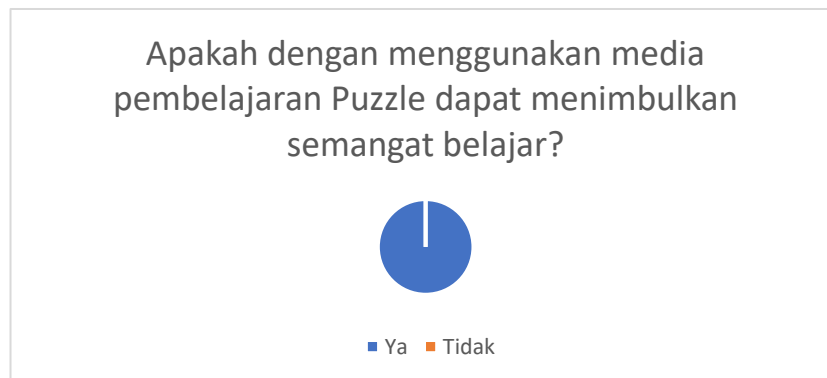 Apakah dengan menggunakan media
pembelajaran Puzzle dapat menimbulkan
semangat belajar?
Ya Tidak